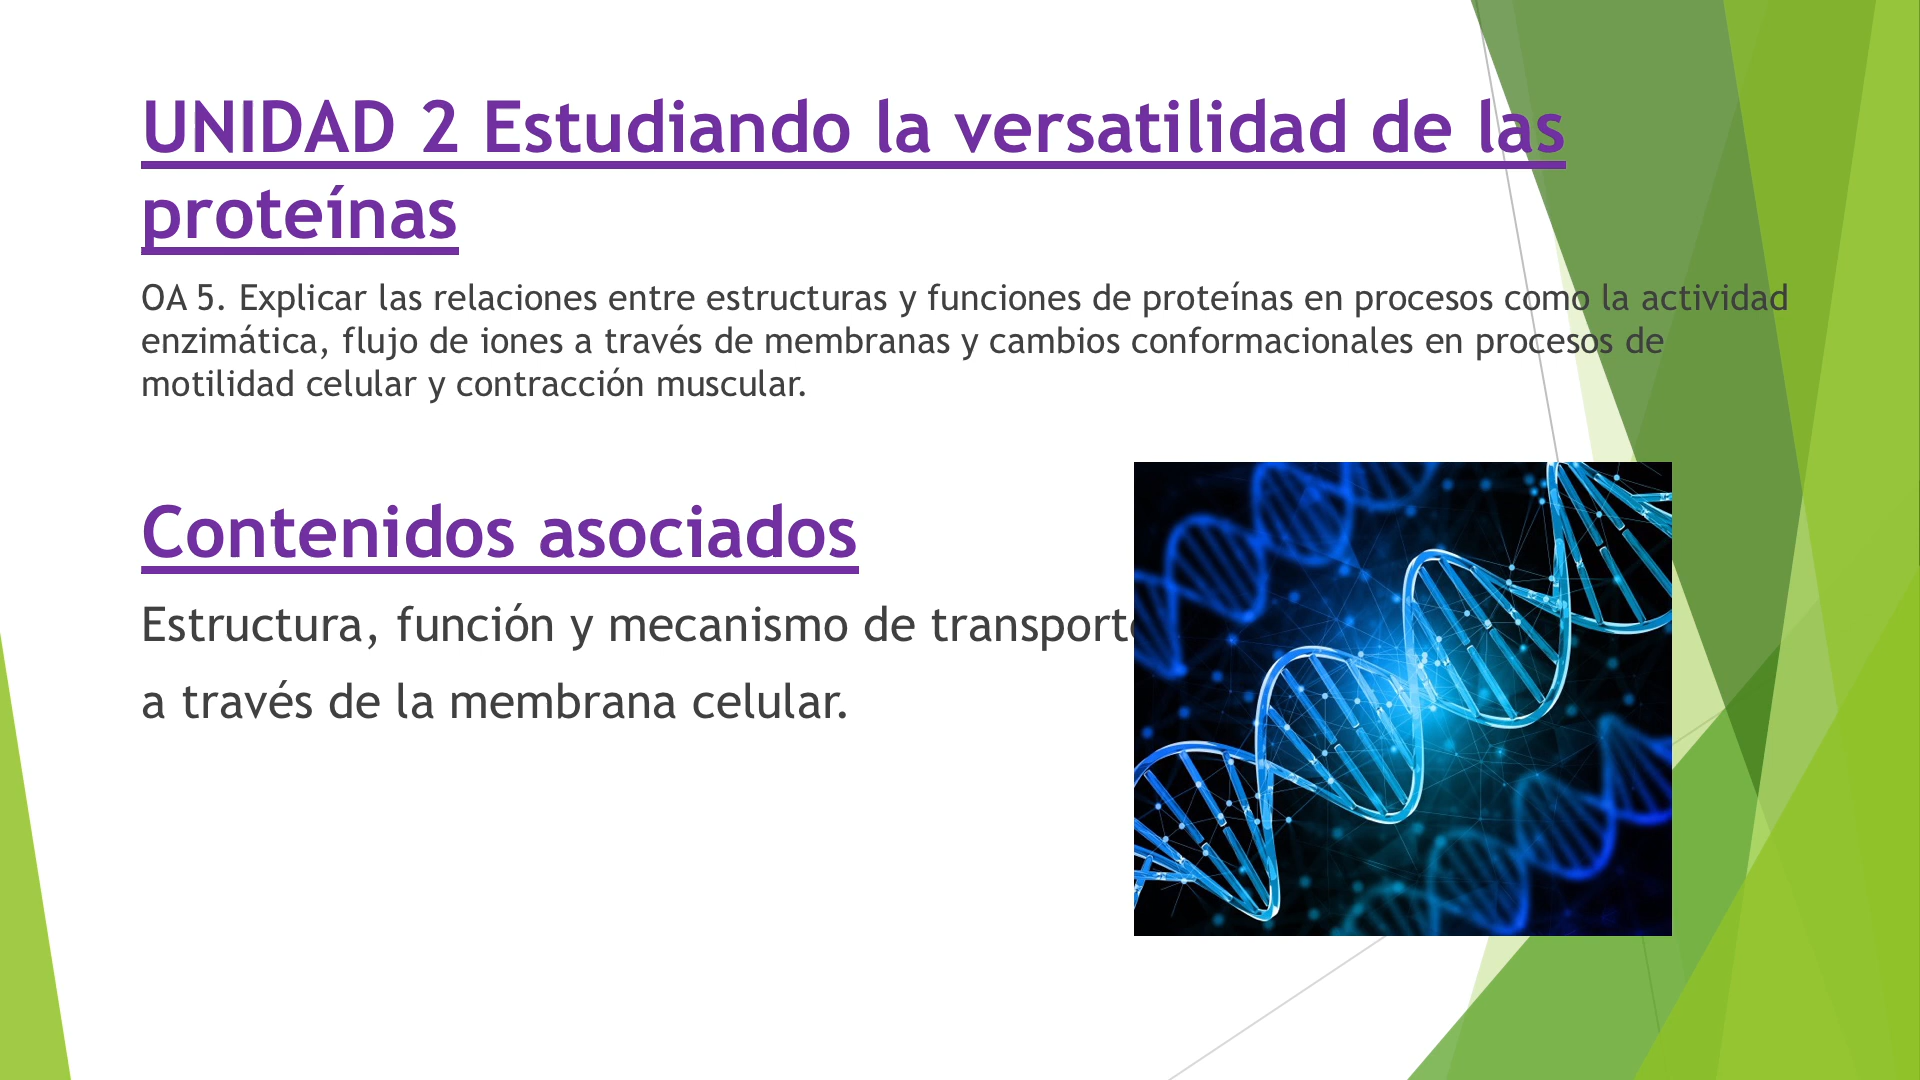 UNIDAD 2 Estudiando la versatilidad de las
proteínas
OA 5. Explicar las relaciones entre estructuras y funciones de proteínas en procesos como la actividad
enzimática, flujo de iones a través de membranas y cambios conformacionales en procesos de
motilidad celular y contracción muscular.
Contenidos asociados
Estructura, función y mecanismo de transporte
a través de la membrana celular.